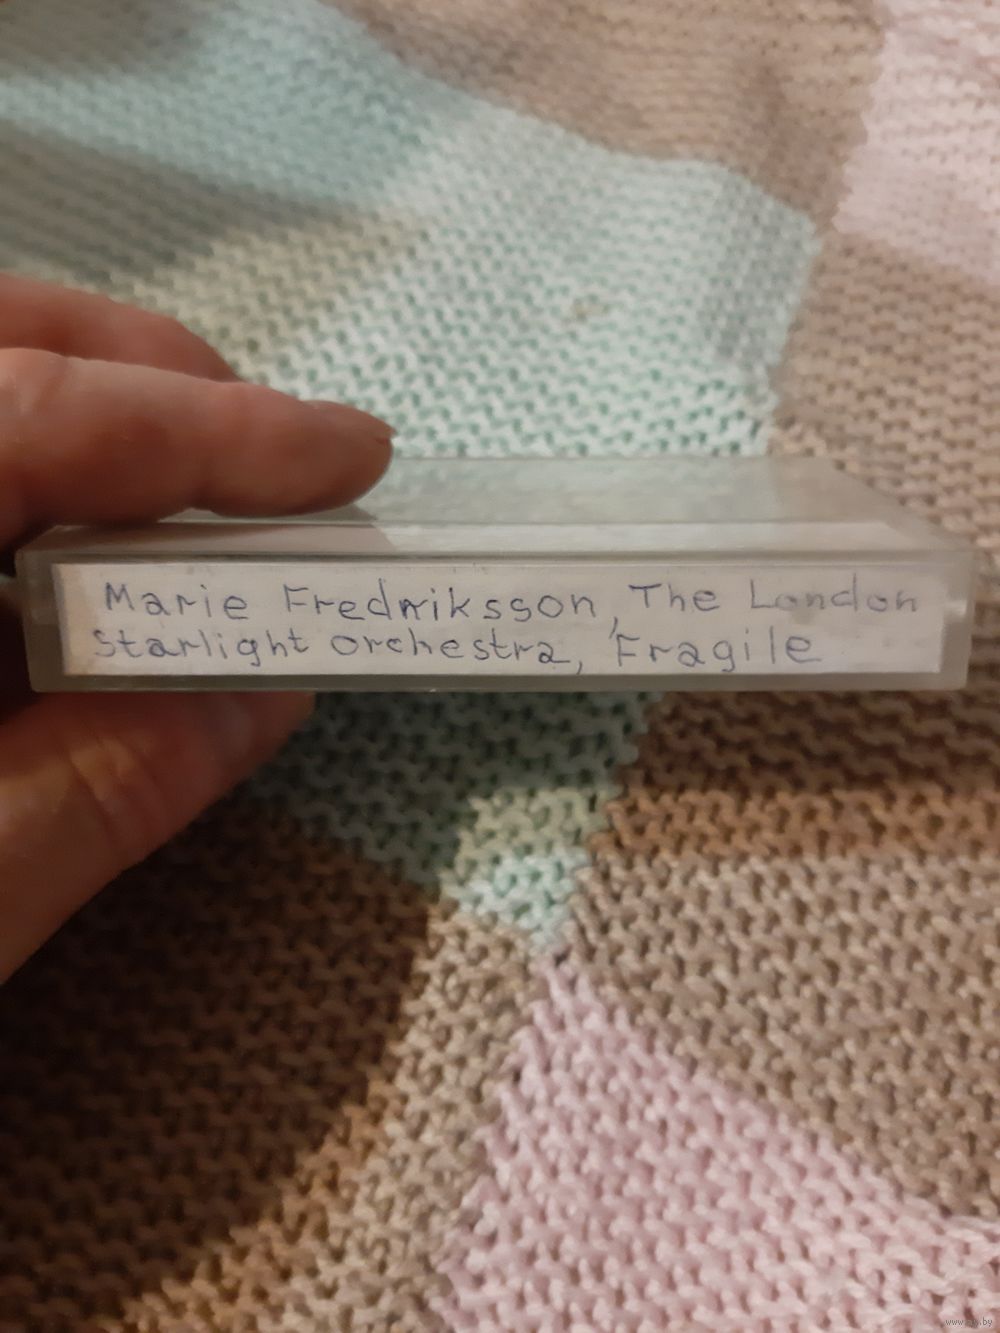 Marie Fredriksson, The London
Starlight Orchestra, Fragile